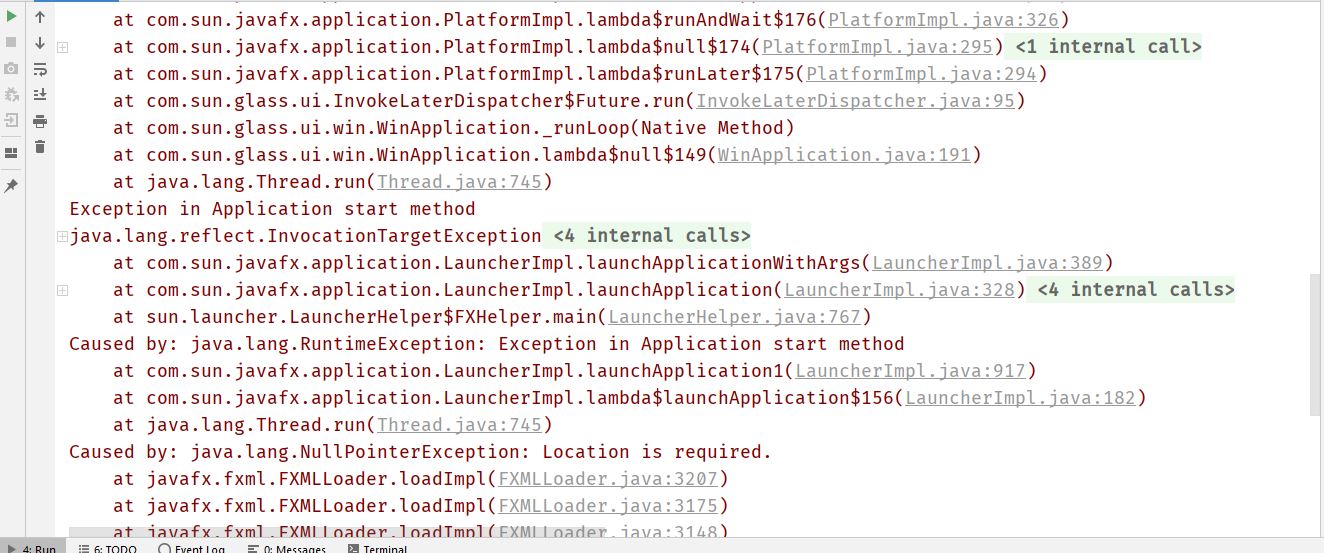 at com.sun.javafx.application.PlatformImpl.lambda$runAndWait$176(PlatformImpl.java:326)
at com.sun.javafx.application.PlatformImpl.lambda$null$174(PlatformImpl.java:295) <1 internal call>
at com.sun.javafx.application.PlatformImpl.lambda$runLater$175(PlatformImpl.java:294)
at com.sun.glass.ui.InvokeLaterDispatcher$Future.run(InvokeLaterDispatcher.java:95)
at com.sun.glass.ui.win.WinApplication._runLoop(Native Method)
at com.sun.glass.ui.win.WinApplication.lambda$null$149(WinApplication.java:191)
at java.lang.Thread.run(Thread.java:745)
Exception in Application start method
java.lang.reflect.InvocationTargetException <4 internal calls>
at com.sun.javafx.application.LauncherImpl.launchApplicationWithArgs(LauncherImpl.java:389)
at com.sun.javafx.application.LauncherImpl.launchApplication(LauncherImpl.java:328) <4 internal calls>
at sun.launcher.LauncherHelper$FXHelper.main(LauncherHelper.java:767)
Caused by: java.lang.RuntimeException: Exception in Application start method
at com.sun.javafx.application.LauncherImpl.launchApplication1(LauncherImpl.java:917)
at com.sun.javafx.application.LauncherImpl.lambda$launchApplication$156(LauncherImpl.java:182)
at java.lang.Thread.run(Thread.java:745)
Caused by: java.lang.NullPointerException: Location is required.
at javafx.fxml.FXMLLoader.loadImpl(FXMLLoader.java:3207)
at javafx.fxml.FXMLLoader.loadImpl(FXMLLoader.java:3175)
at javafx.fxml.FXMLLoader.loadImpl(FXMLLoader.java:3148)
4: Run 6: TODO Event Log 0: Messages Terminal